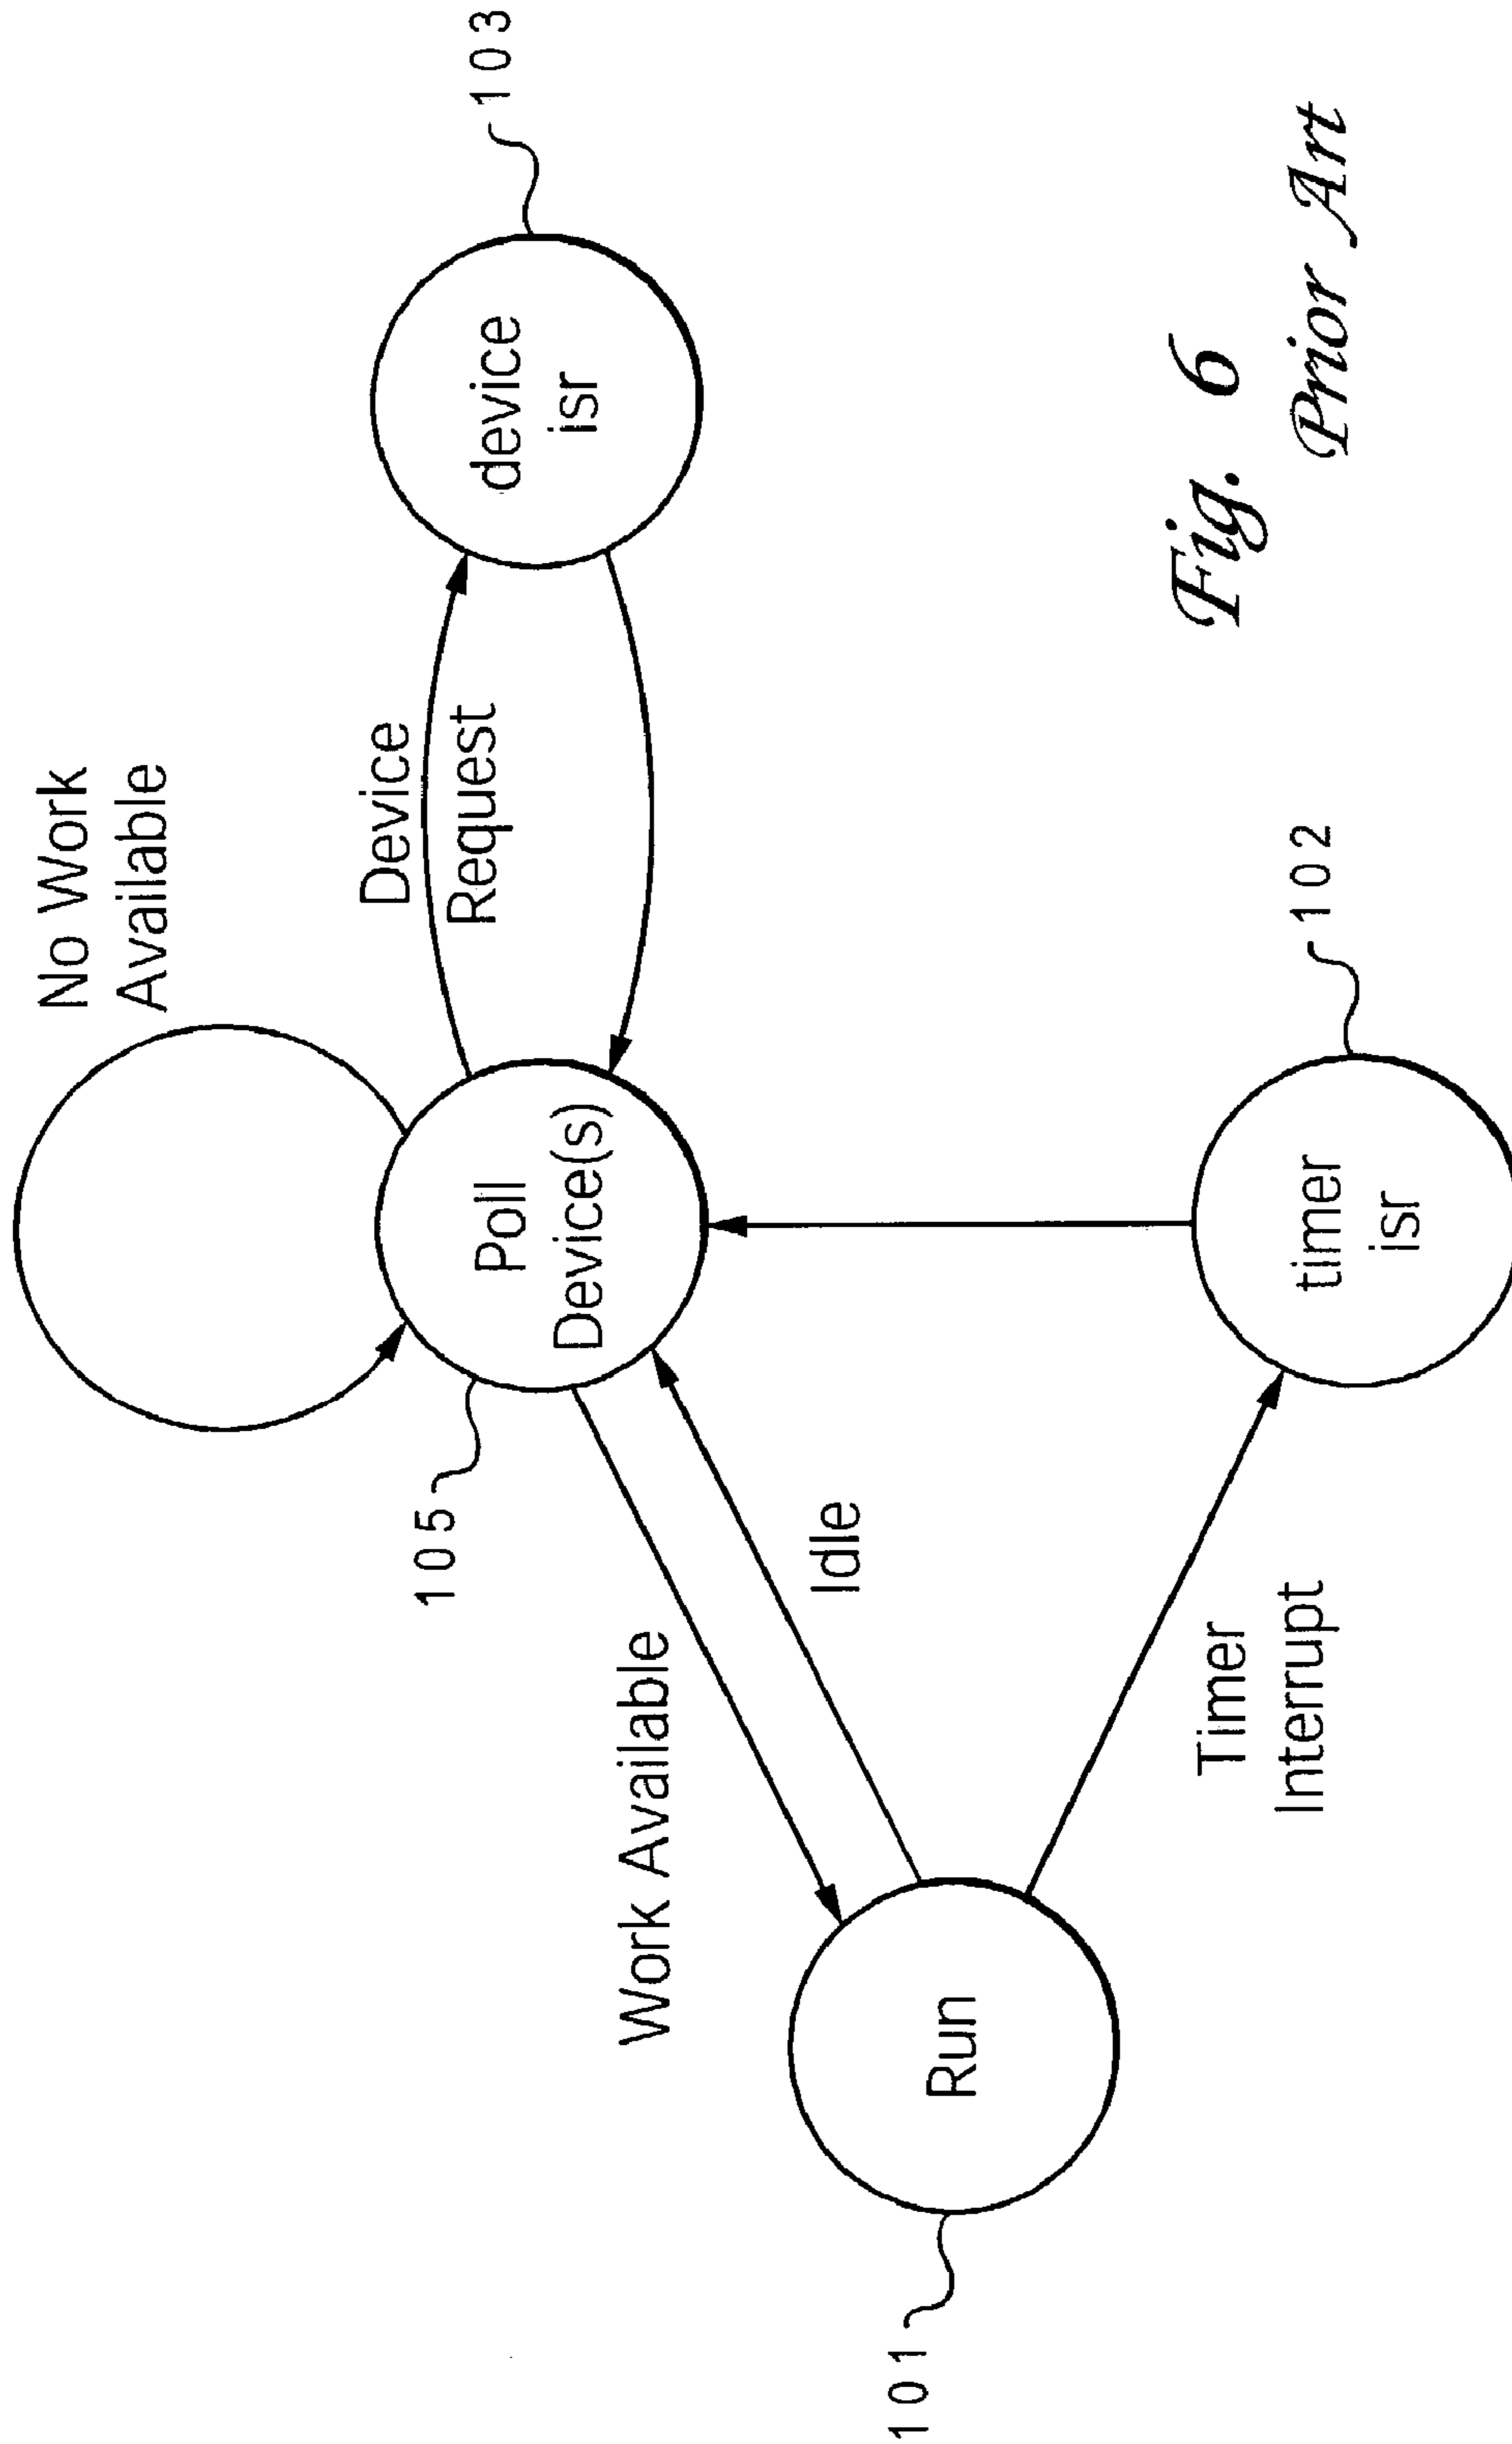 No Work
Available
103
Device
Request
device
isr
105
Poll
Device(s)
Work Available
Idle
101
Run
Timer
Interrupt
102
timer
isr
Fig. 6
Prior Art